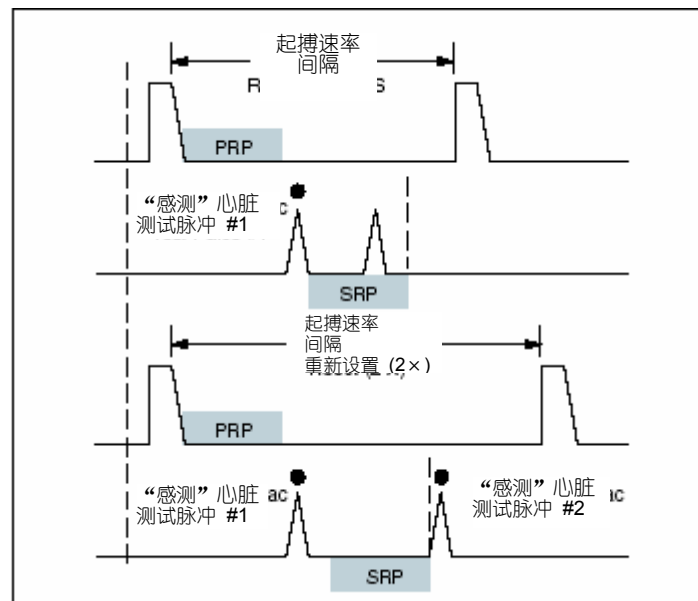 起搏速率
间隔
R S
PRP
“感测”心脏
测试脉冲 #1
c
SRP
起搏速率
间隔
重新设置 (2×)
PRP
“感测”心脏
测试脉冲 #1
ac
“感测”心脏
测试脉冲 #2
ac
SRP